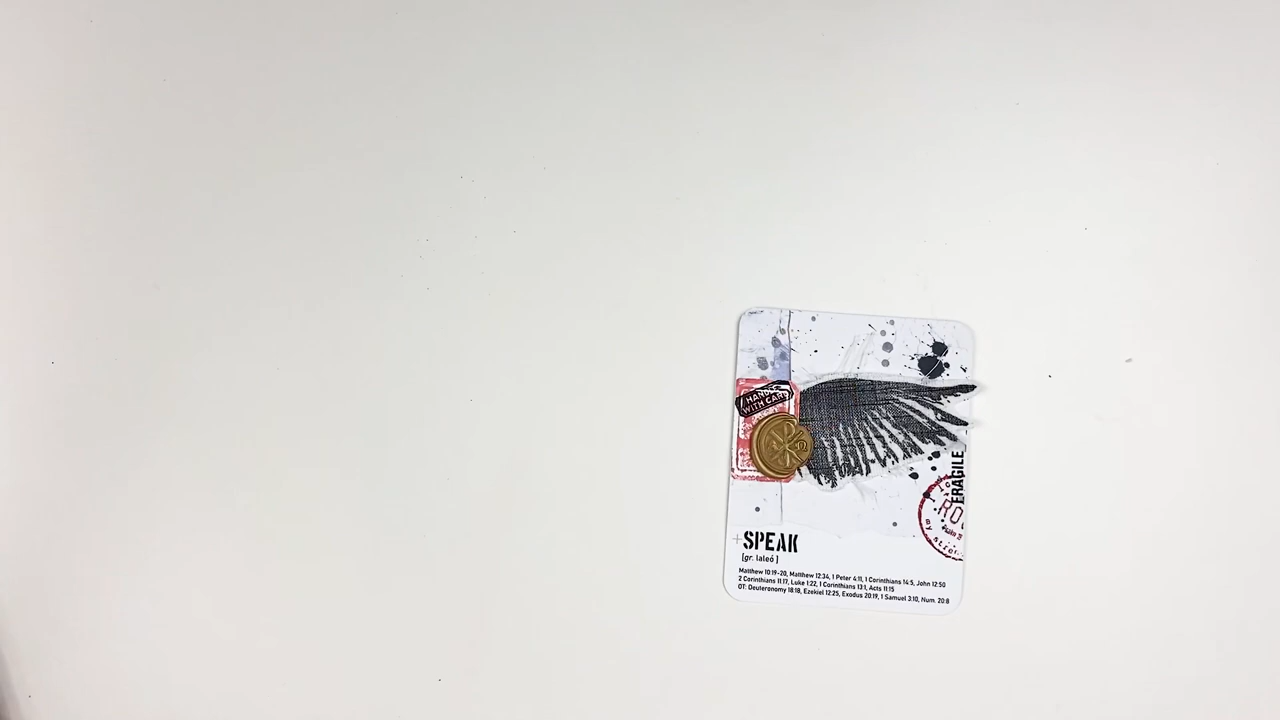 HANDLE
WITH CARE
Ω
FRAGILE
+SPEAK
[gr. laleó ]
Matthew 10:19-20, Matthew 12:34, 1 Peter 4:11, 1 Corinthians 14:5, John 12:50
2 Corinthians 11:17, Luke 1:22, 1 Corinthians 13:1, Acts 11:15
OT: Deuteronomy 18:18, Ezekiel 12:25, Exodus 20:19, 1 Samuel 3:10, Num. 20:8